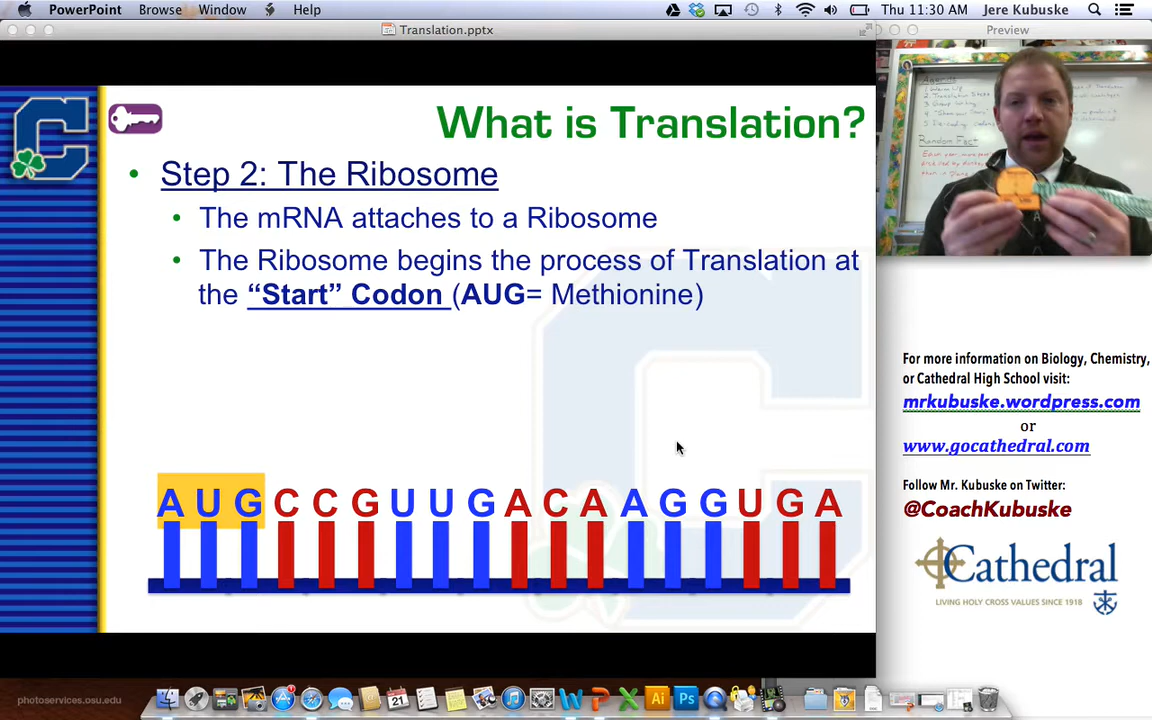 PowerPoint Browse Window Help Thu 11:30 AM Jere Kubuske
Translation.pptx
Preview
What is Translation?
• Step 2: The Ribosome
• The mRNA attaches to a Ribosome
• The Ribosome begins the process of Translation at
the “Start” Codon (AUG= Methionine)
A U G C C G U U G A C A A G G U G A
Random Fact
For more information on Biology, Chemistry,
or Cathedral High School visit:
mrkubuske.wordpress.com
or
www.gocathedral.com
Follow Mr. Kubuske on Twitter:
@CoachKubuske
Cathedral
LIVING HOLY CROSS VALUES SINCE 1918
photoservices.osu.edu